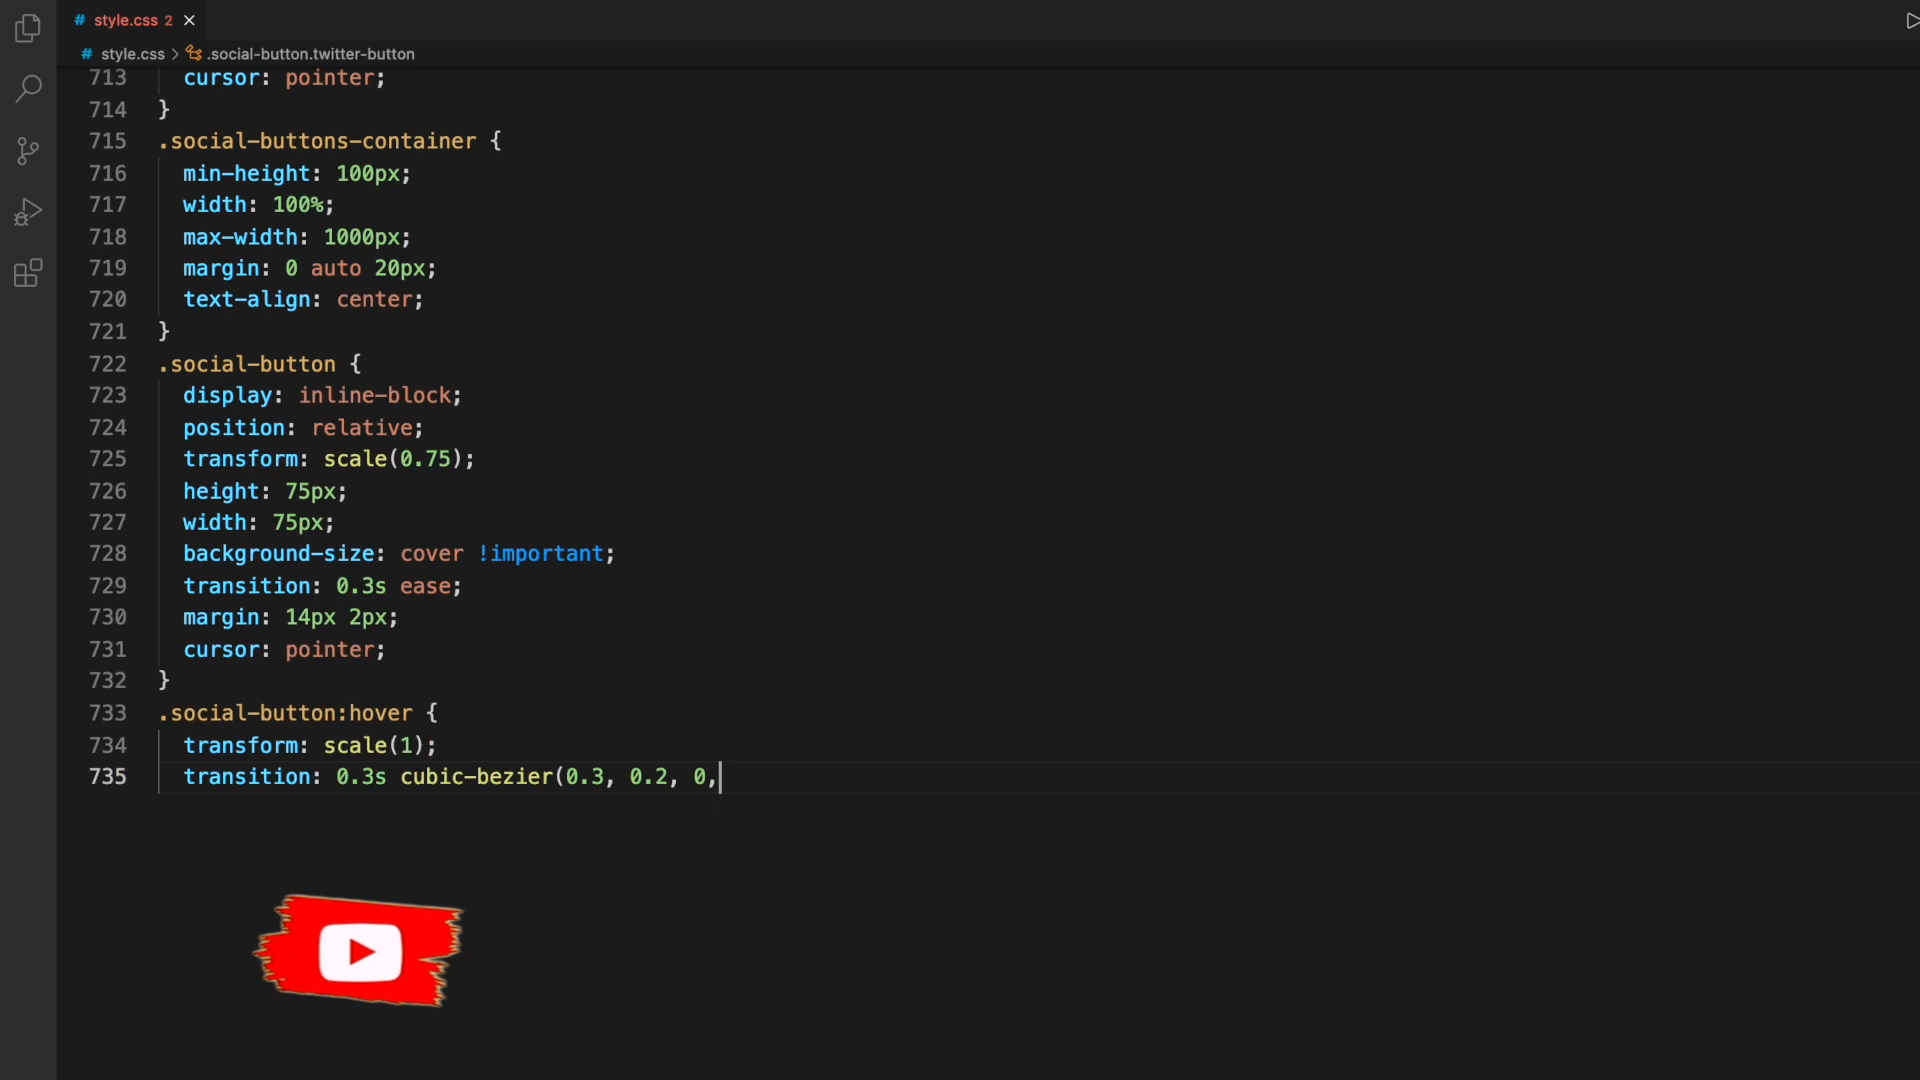 # style.css 2 ×
# style.css > .social-button.twitter-button
713 cursor: pointer;
714 }
715 .social-buttons-container {
716 min-height: 100px;
717 width: 100%;
718 max-width: 1000px;
719 margin: 0 auto 20px;
720 text-align: center;
721 }
722 .social-button {
723 display: inline-block;
724 position: relative;
725 transform: scale(0.75);
726 height: 75px;
727 width: 75px;
728 background-size: cover !important;
729 transition: 0.3s ease;
730 margin: 14px 2px;
731 cursor: pointer;
732 }
733 .social-button:hover {
734 transform: scale(1);
735 transition: 0.3s cubic-bezier(0.3, 0.2, 0,